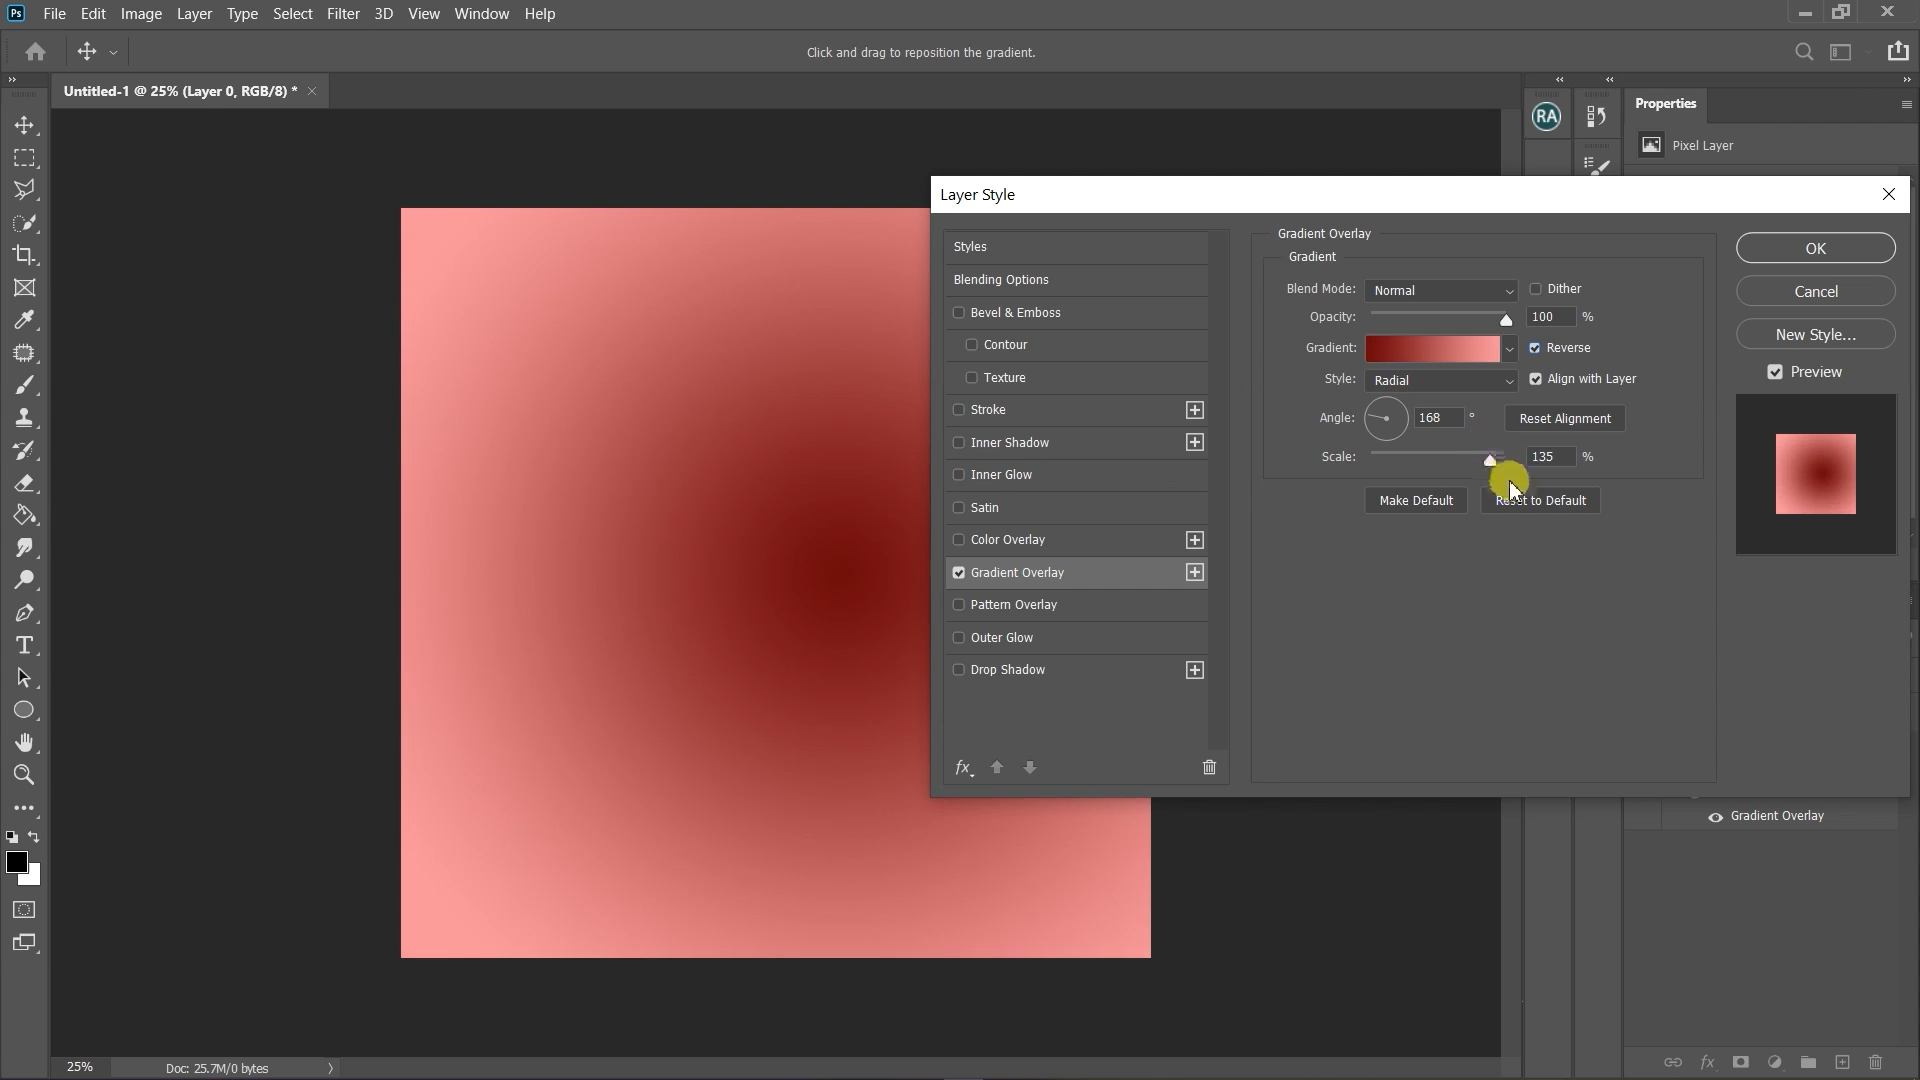 Ps File Edit Image Layer Type Select Filter 3D View Window Help
Click and drag to reposition the gradient.
Untitled-1 @ 25% (Layer 0, RGB/8) *
RA
Properties
Pixel Layer
Layer Style
Styles
Blending Options
Bevel & Emboss
Contour
Texture
Stroke
Inner Shadow
Inner Glow
Satin
Color Overlay
Gradient Overlay
Pattern Overlay
Outer Glow
Drop Shadow
fx
Gradient Overlay
Gradient
Blend Mode: Normal Dither
Opacity: 100 %
Gradient: Reverse
Style: Radial Align with Layer
Angle: 168 ° Reset Alignment
Scale: 135 %
Make Default Reset to Default
OK
Cancel
New Style...
Preview
Gradient Overlay
fx
25% Doc: 25.7M/0 bytes